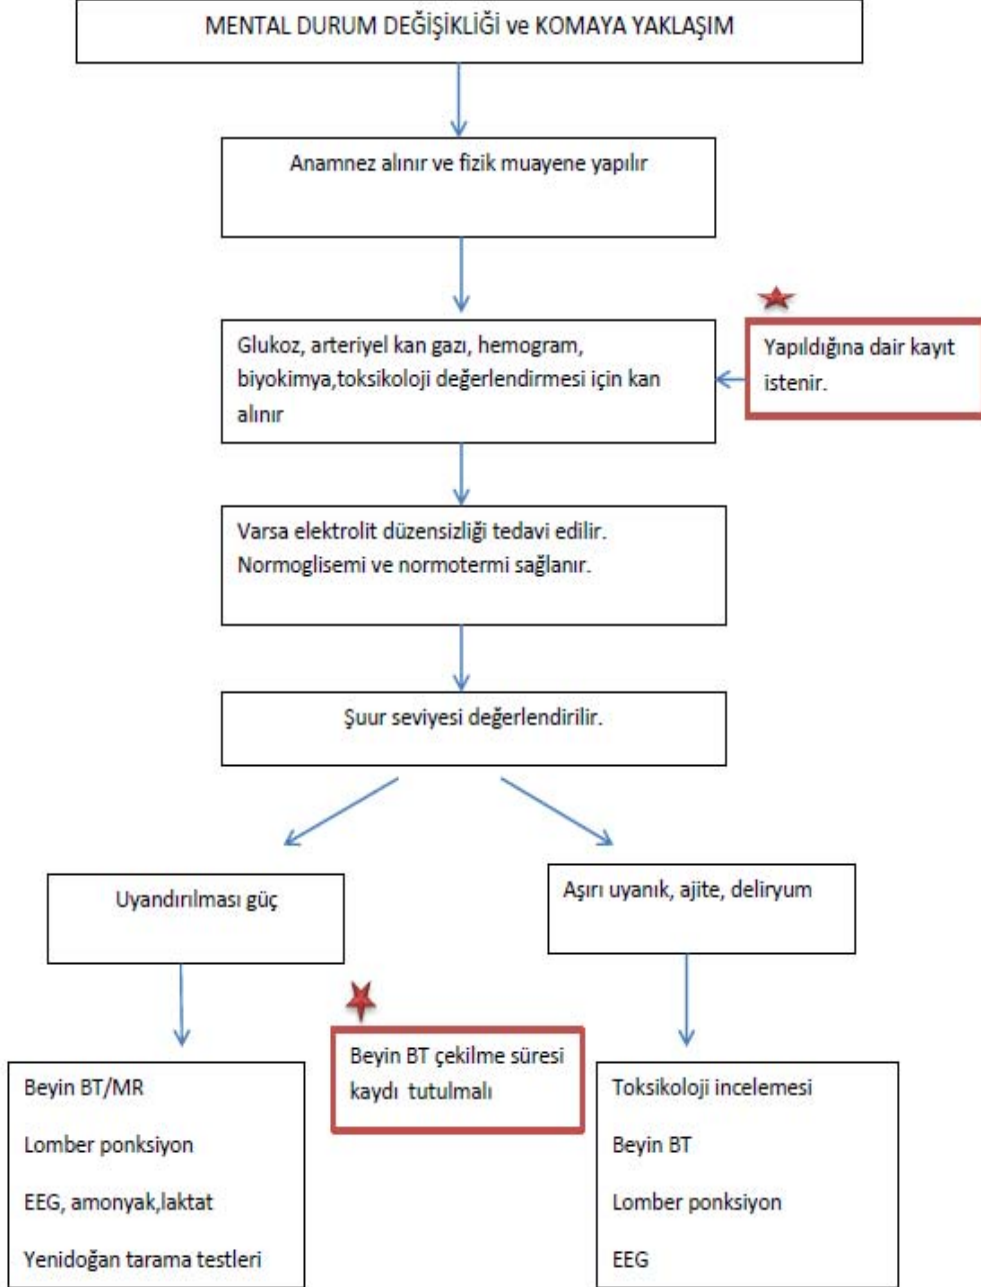 MENTAL DURUM DEĞİŞİKLİĞİ ve KOMAYA YAKLAŞIM
Anamnez alınır ve fizik muayene yapılır
Glukoz, arteriyel kan gazı, hemogram,
biyokimya,toksikoloji değerlendirmesi için kan
alınır
Yapıldığına dair kayıt
istenir.
Varsa elektrolit düzensizliği tedavi edilir.
Normoglisemi ve normotermi sağlanır.
Şuur seviyesi değerlendirilir.
Uyandırılması güç
Aşırı uyanık, ajite, deliryum
Beyin BT/MR
Lomber ponksiyon
EEG, amonyak,laktat
Yenidoğan tarama testleri
Beyin BT çekilme süresi
kaydı tutulmalı
Toksikoloji incelemesi
Beyin BT
Lomber ponksiyon
EEG